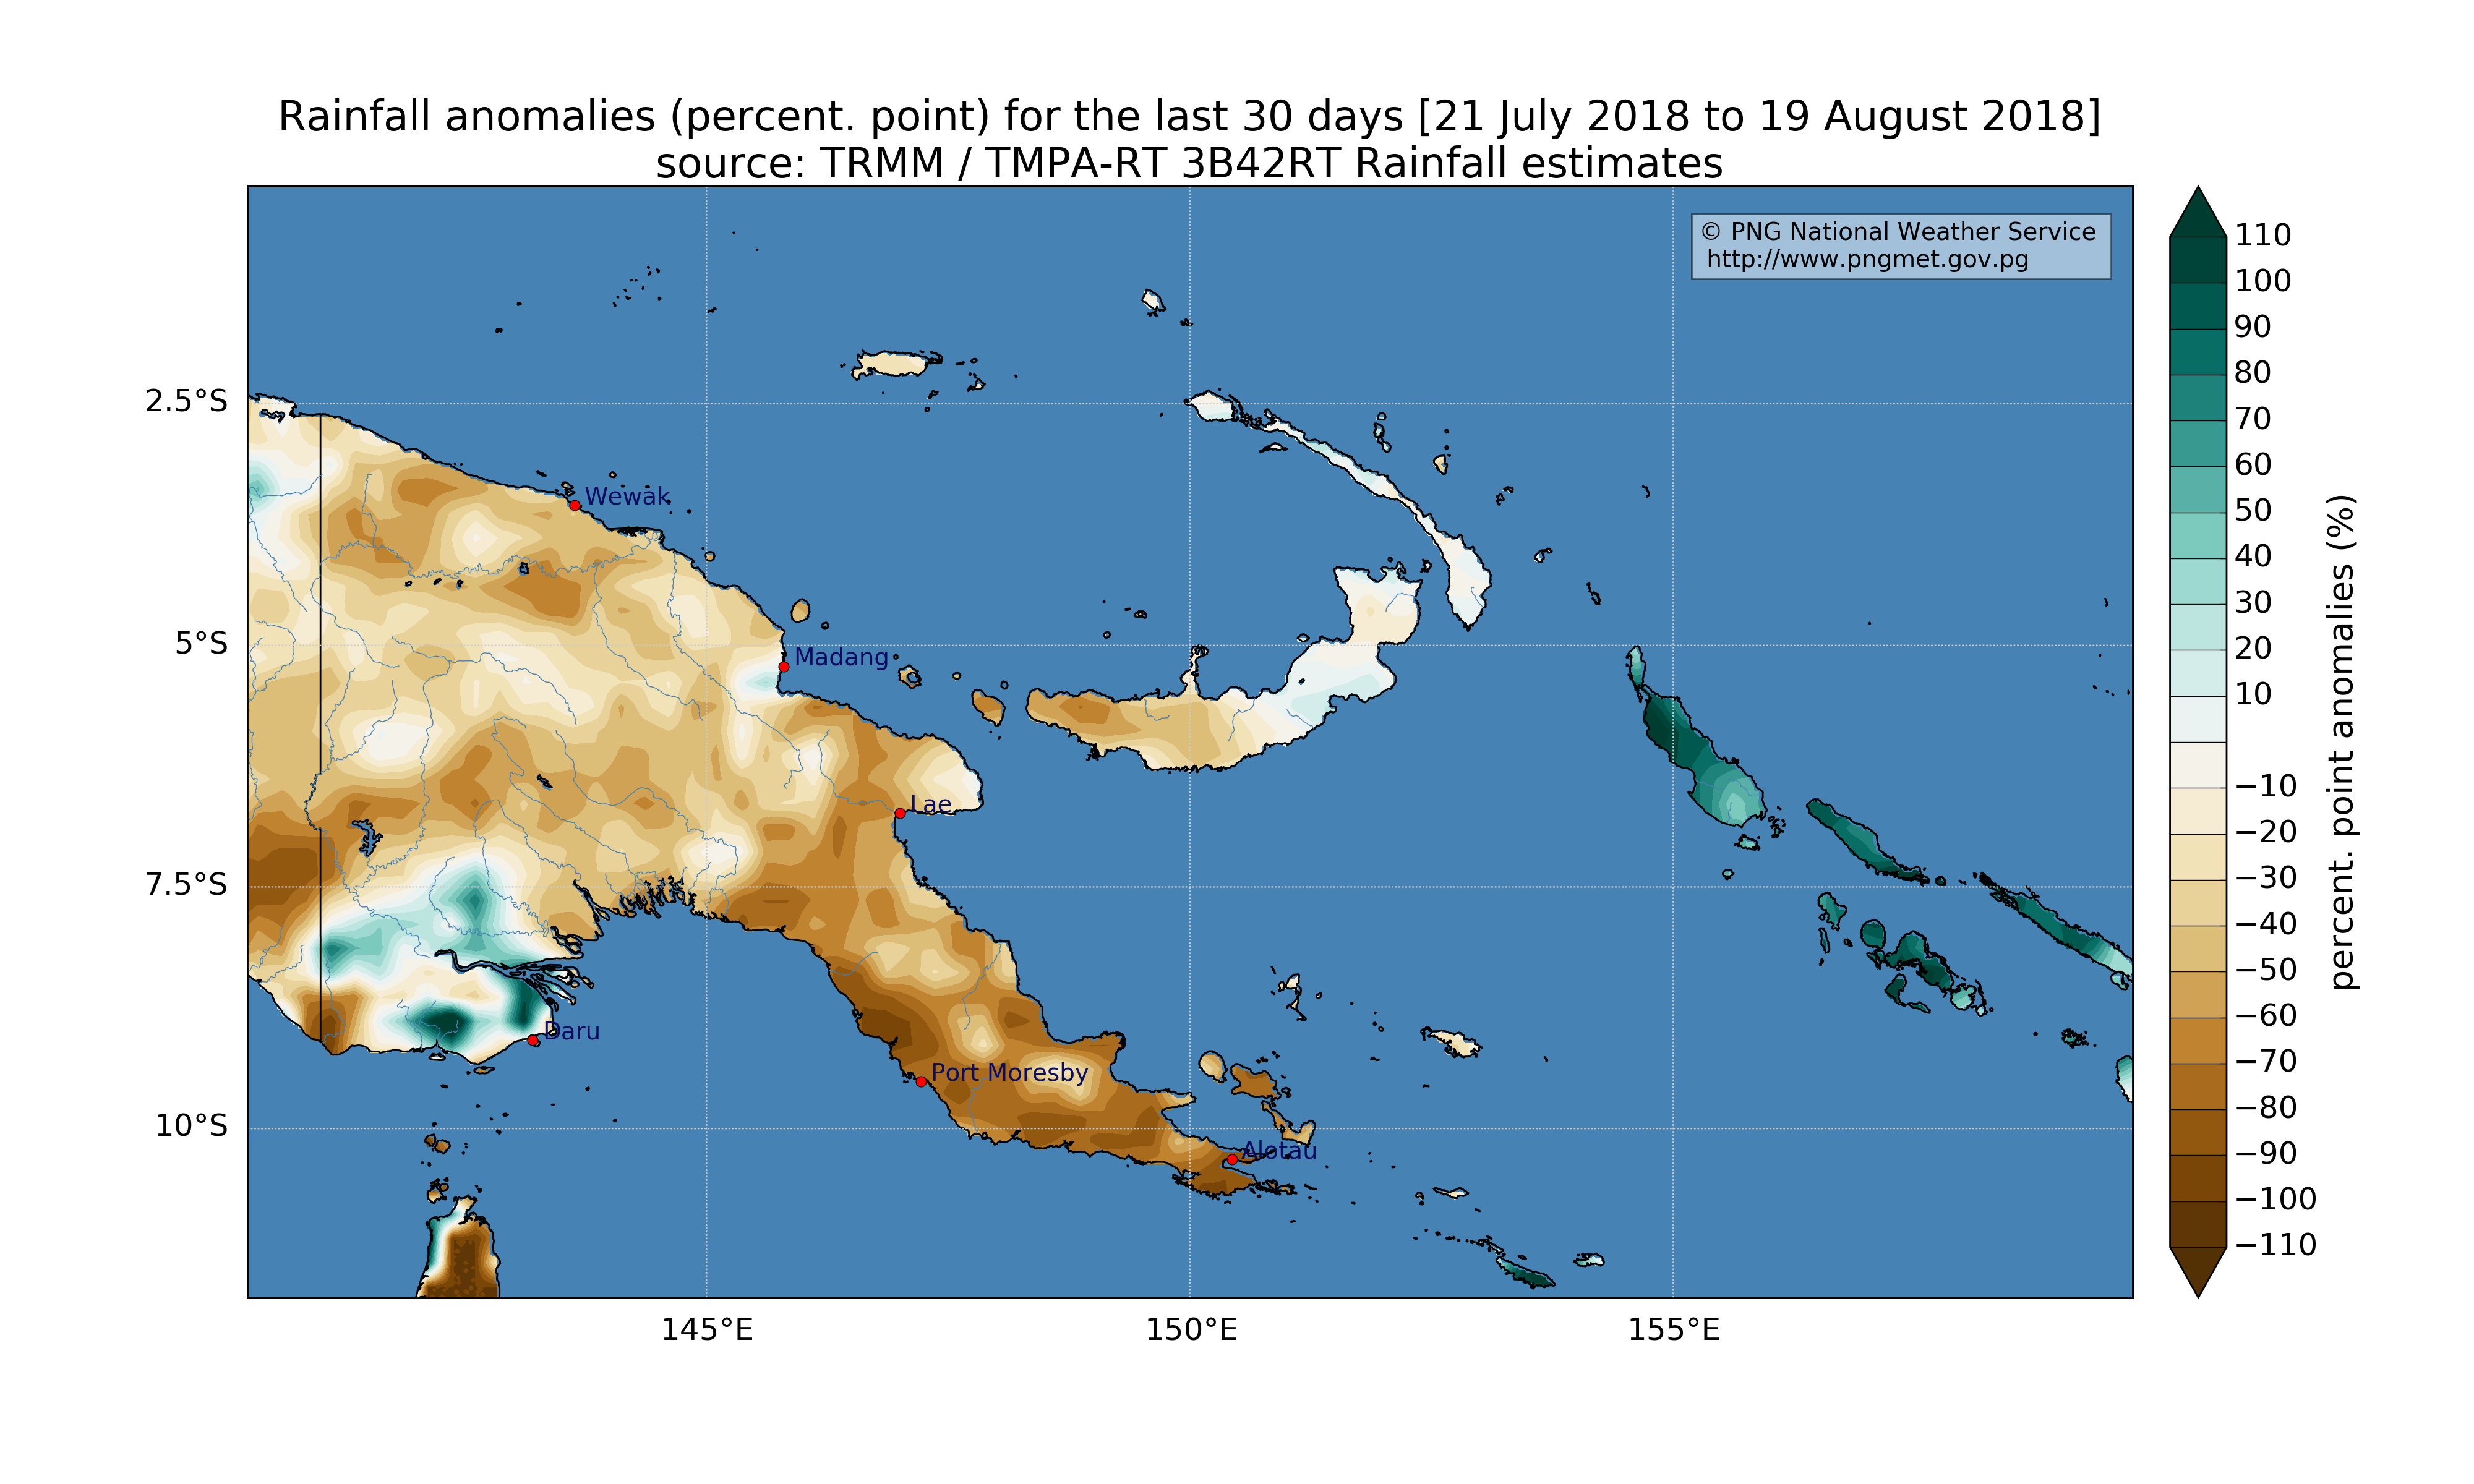 Rainfall anomalies (percent. point) for the last 30 days [21 July 2018 to 19 August 2018]
source: TRMM / TMPA-RT 3B42RT Rainfall estimates
© PNG National Weather Service
http://www.pngmet.gov.pg
2.5°S
5°S
7.5°S
10°S
Wewak
Madang
Lae
Daru
Port Moresby
Alotau
145°E
150°E
155°E
110
100
90
80
70
60
50
40
30
20
10
−10
−20
−30
−40
−50
−60
−70
−80
−90
−100
−110
percent. point anomalies (%)